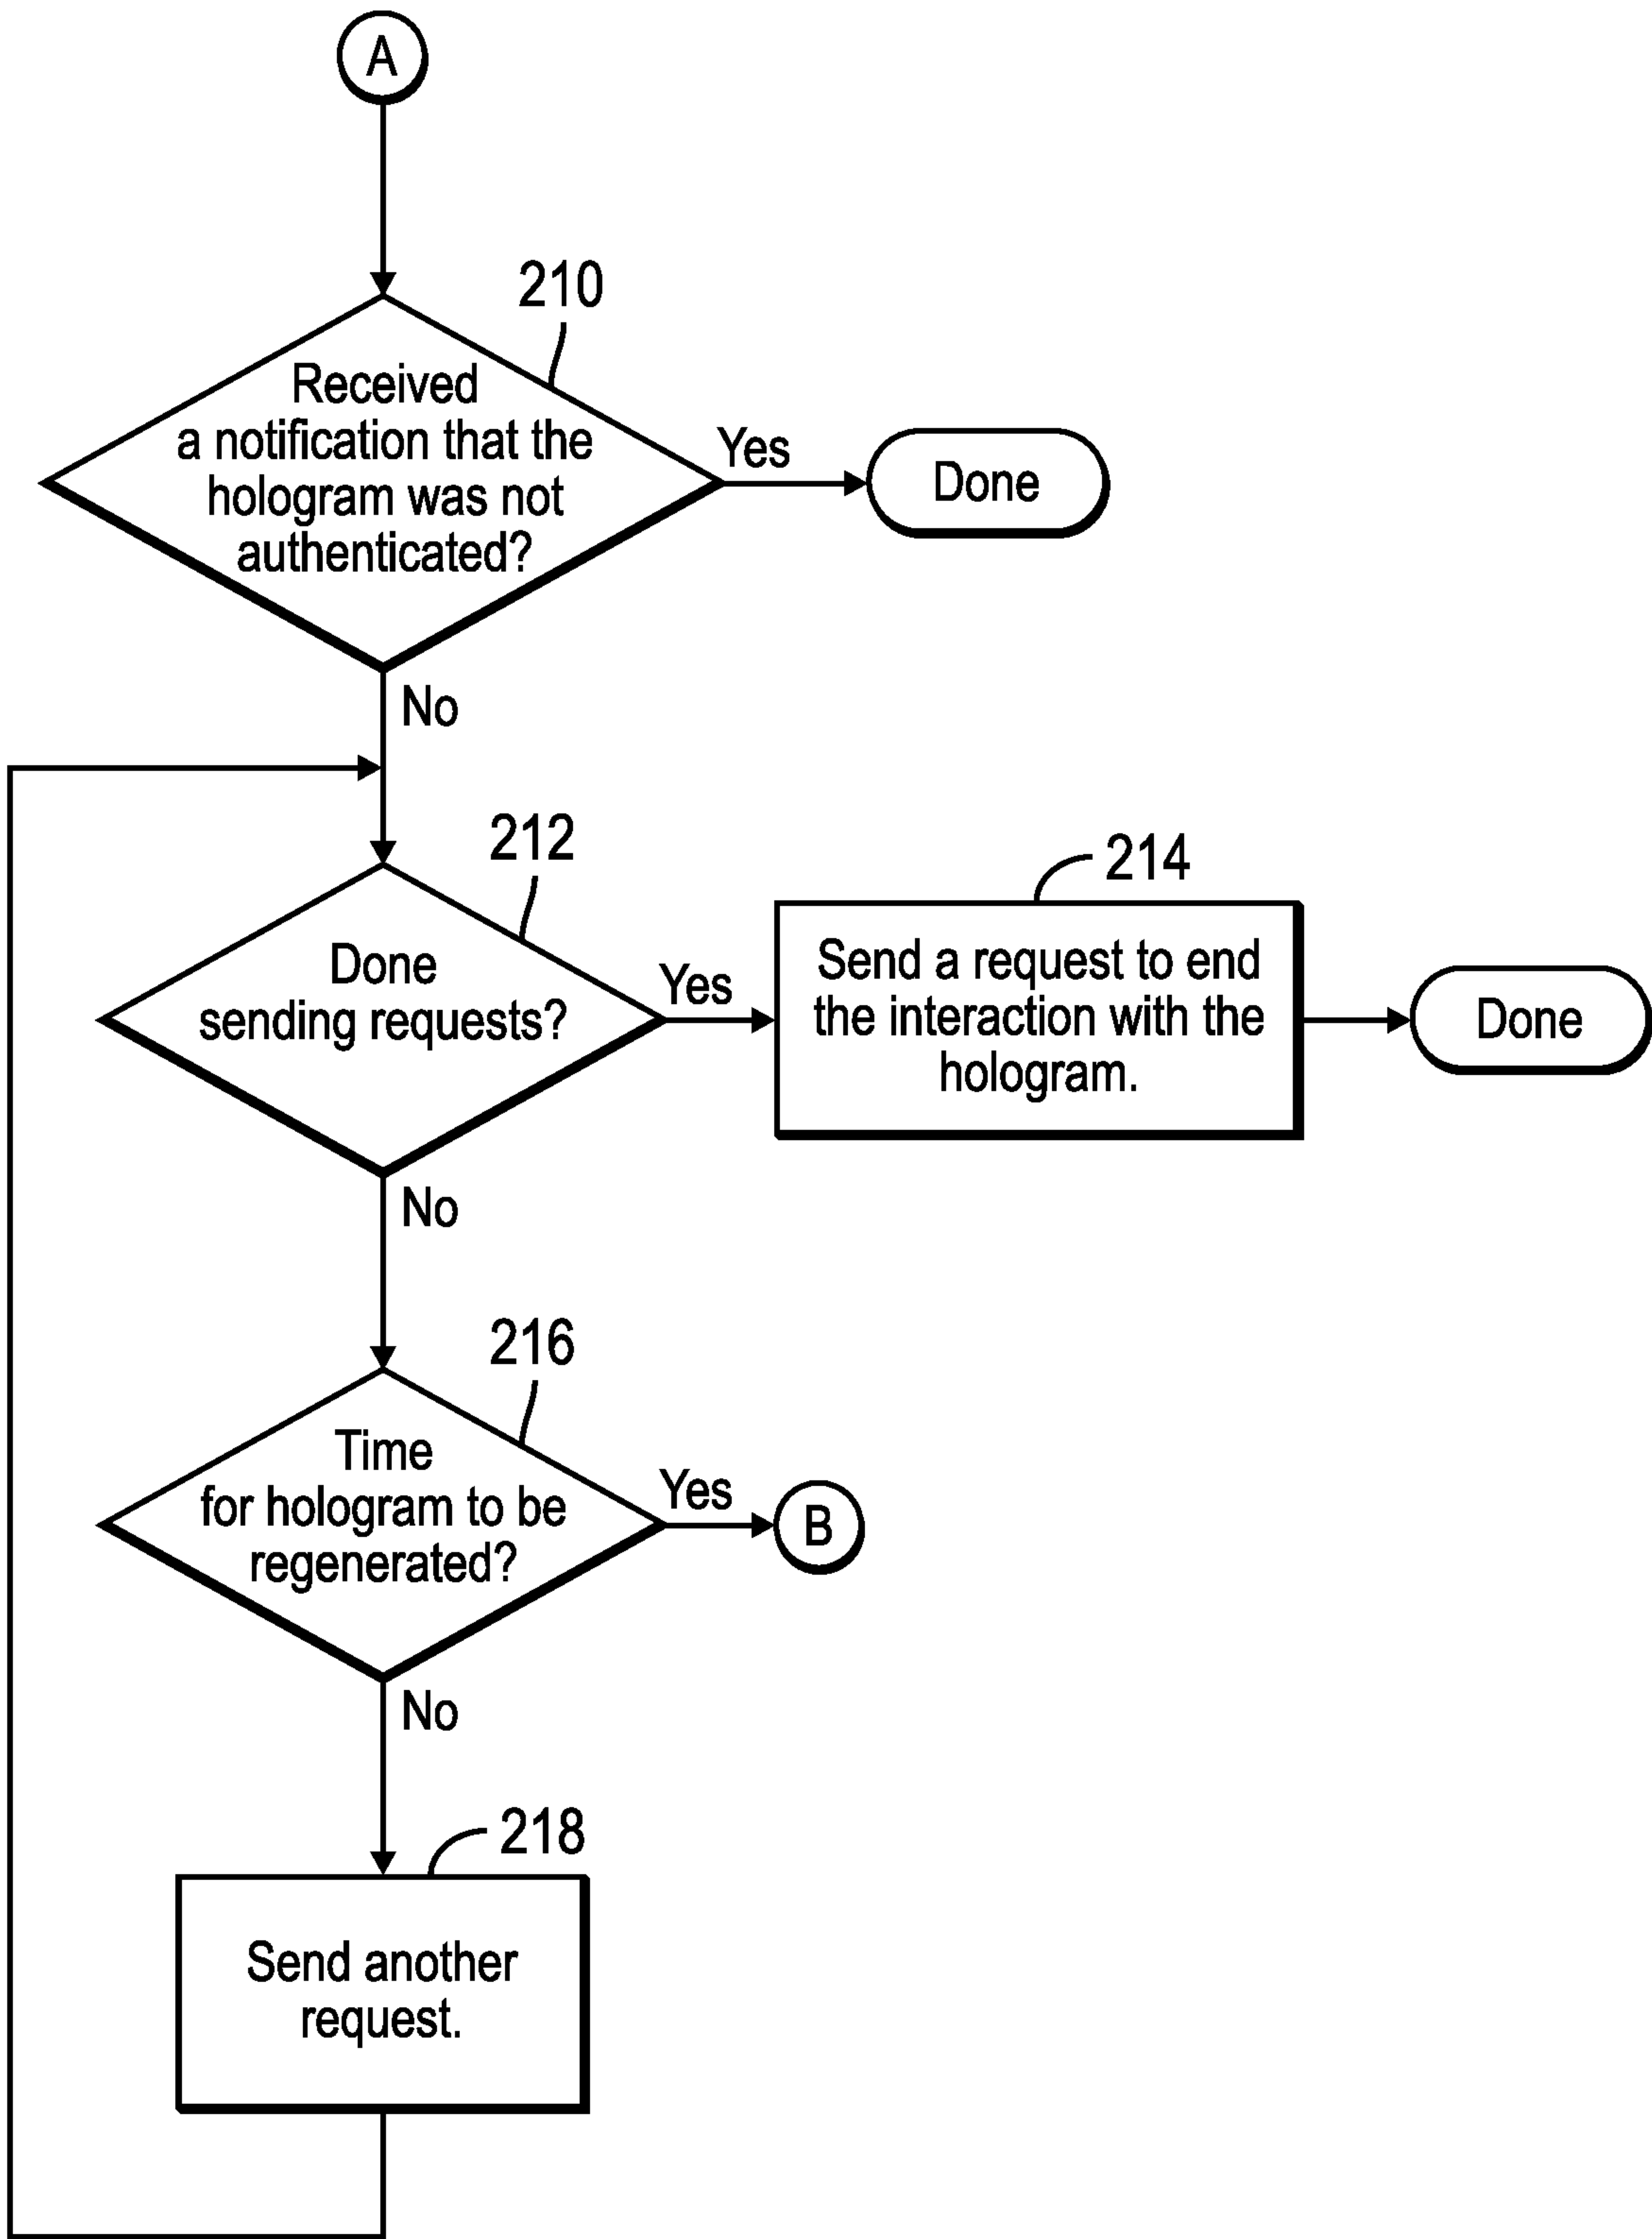 A
210
Received
a notification that the
hologram was not
authenticated?
Yes
Done
No
212
Done
sending requests?
Yes
214
Send a request to end
the interaction with the
hologram.
Done
No
216
Time
for hologram to be
regenerated?
Yes
B
No
218
Send another
request.